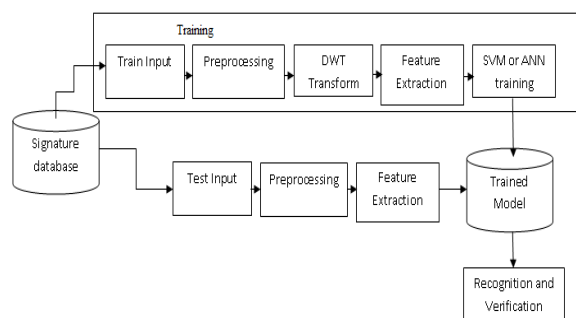 Training
Train Input
Preprocessing
DWT
Transform
Feature
Extraction
SVM or ANN
training
Signature
database
Test Input
Preprocessing
Feature
Extraction
Trained
Model
Recognition and
Verification